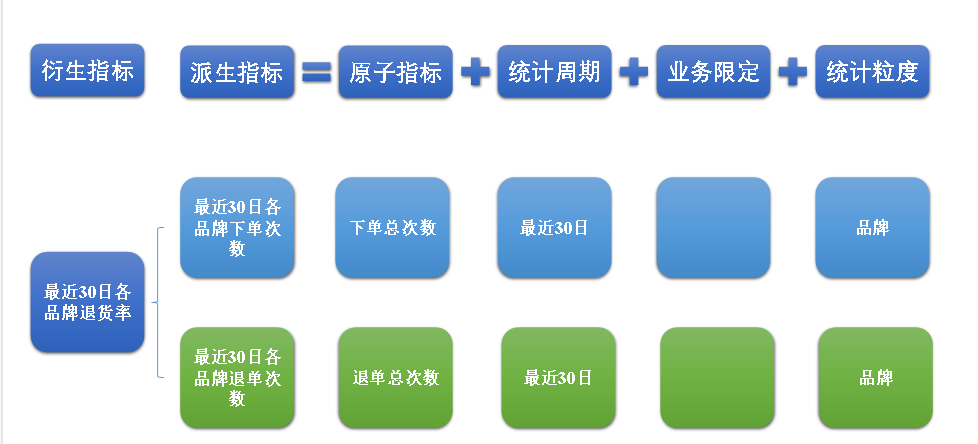 衍生指标
派生指标
原子指标
统计周期
业务限定
统计粒度
最近30日各
品牌下单次
数
下单总次数
最近30日
品牌
最近30日各
品牌退货率
最近30日各
品牌退单次
数
退单总次数
最近30日
品牌